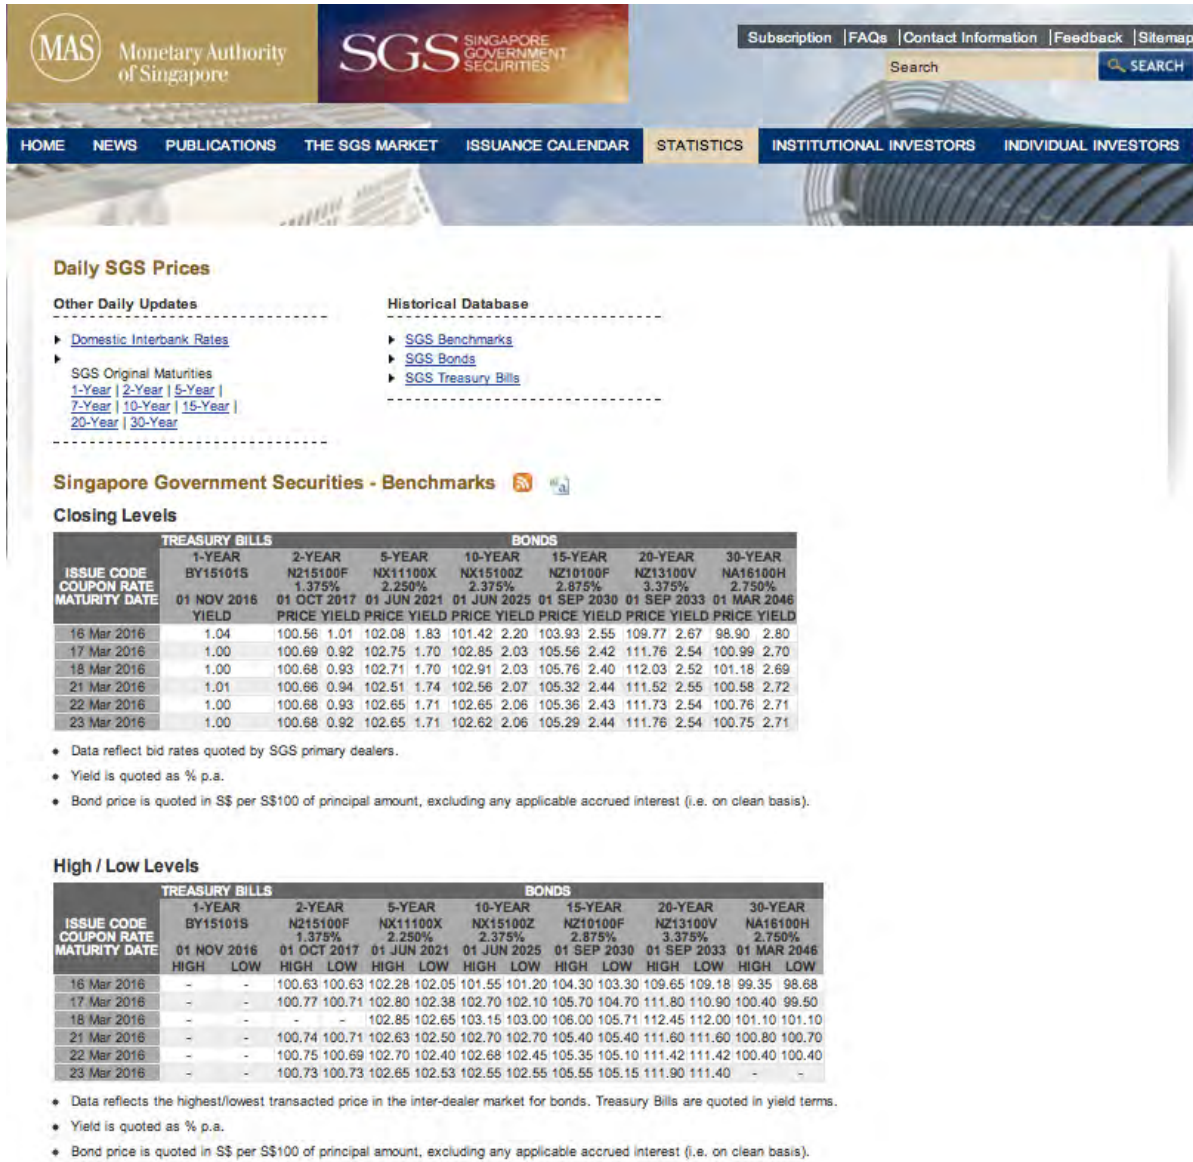 MAS Monetary Authority of Singapore
SGS SINGAPORE GOVERNMENT SECURITIES
Subscription |FAQs |Contact Information |Feedback |Sitemap
Search SEARCH
HOME NEWS PUBLICATIONS THE SGS MARKET ISSUANCE CALENDAR STATISTICS INSTITUTIONAL INVESTORS INDIVIDUAL INVESTORS
Daily SGS Prices
Other Daily Updates
Domestic Interbank Rates
SGS Original Maturities
1-Year | 2-Year | 5-Year |
7-Year | 10-Year | 15-Year |
20-Year | 30-Year
Historical Database
SGS Benchmarks
SGS Bonds
SGS Treasury Bills
Singapore Government Securities - Benchmarks
Closing Levels
TREASURY BILLS BONDS
1-YEAR 2-YEAR 5-YEAR 10-YEAR 15-YEAR 20-YEAR 30-YEAR
ISSUE CODE BY15101S N215100F NX11100X NX15100Z NZ10100F NZ13100V NA16100H
COUPON RATE 1.375% 2.250% 2.375% 2.875% 3.375% 2.750%
MATURITY DATE 01 NOV 2016 01 OCT 2017 01 JUN 2021 01 JUN 2025 01 SEP 2030 01 SEP 2033 01 MAR 2046
YIELD PRICE YIELD PRICE YIELD PRICE YIELD PRICE YIELD PRICE YIELD PRICE YIELD
16 Mar 2016 1.04 100.56 1.01 102.08 1.83 101.42 2.20 103.93 2.55 109.77 2.67 98.90 2.80
17 Mar 2016 1.00 100.69 0.92 102.75 1.70 102.85 2.03 105.56 2.42 111.76 2.54 100.99 2.70
18 Mar 2016 1.00 100.68 0.93 102.71 1.70 102.91 2.03 105.76 2.40 112.03 2.52 101.18 2.69
21 Mar 2016 1.01 100.66 0.94 102.51 1.74 102.56 2.07 105.32 2.44 111.52 2.55 100.58 2.72
22 Mar 2016 1.00 100.68 0.93 102.65 1.71 102.65 2.06 105.36 2.43 111.73 2.54 100.76 2.71
23 Mar 2016 1.00 100.68 0.92 102.65 1.71 102.62 2.06 105.29 2.44 111.76 2.54 100.75 2.71
Data reflect bid rates quoted by SGS primary dealers.
Yield is quoted as % p.a.
Bond price is quoted in S$ per S$100 of principal amount, excluding any applicable accrued interest (i.e. on clean basis).
High / Low Levels
TREASURY BILLS BONDS
1-YEAR 2-YEAR 5-YEAR 10-YEAR 15-YEAR 20-YEAR 30-YEAR
ISSUE CODE BY15101S N215100F NX11100X NX15100Z NZ10100F NZ13100V NA16100H
COUPON RATE 1.375% 2.250% 2.375% 2.875% 3.375% 2.750%
MATURITY DATE 01 NOV 2016 01 OCT 2017 01 JUN 2021 01 JUN 2025 01 SEP 2030 01 SEP 2033 01 MAR 2046
HIGH LOW HIGH LOW HIGH LOW HIGH LOW HIGH LOW HIGH LOW HIGH LOW
16 Mar 2016 - - 100.63 100.63 102.28 102.05 101.55 101.20 104.30 103.30 109.65 109.18 99.35 98.68
17 Mar 2016 - - 100.77 100.71 102.80 102.38 102.70 102.10 105.70 104.70 111.80 110.90 100.40 99.50
18 Mar 2016 - - - - 102.85 102.65 103.15 103.00 106.00 105.71 112.45 112.00 101.10 101.10
21 Mar 2016 - - 100.74 100.71 102.63 102.50 102.70 102.70 105.40 105.40 111.60 111.60 100.80 100.70
22 Mar 2016 - - 100.75 100.69 102.70 102.40 102.68 102.45 105.35 105.10 111.42 111.42 100.40 100.40
23 Mar 2016 - - 100.73 100.73 102.65 102.53 102.55 102.55 105.55 105.15 111.90 111.40 - -
Data reflects the highest/lowest transacted price in the inter-dealer market for bonds. Treasury Bills are quoted in yield terms.
Yield is quoted as % p.a.
Bond price is quoted in S$ per S$100 of principal amount, excluding any applicable accrued interest (i.e. on clean basis).